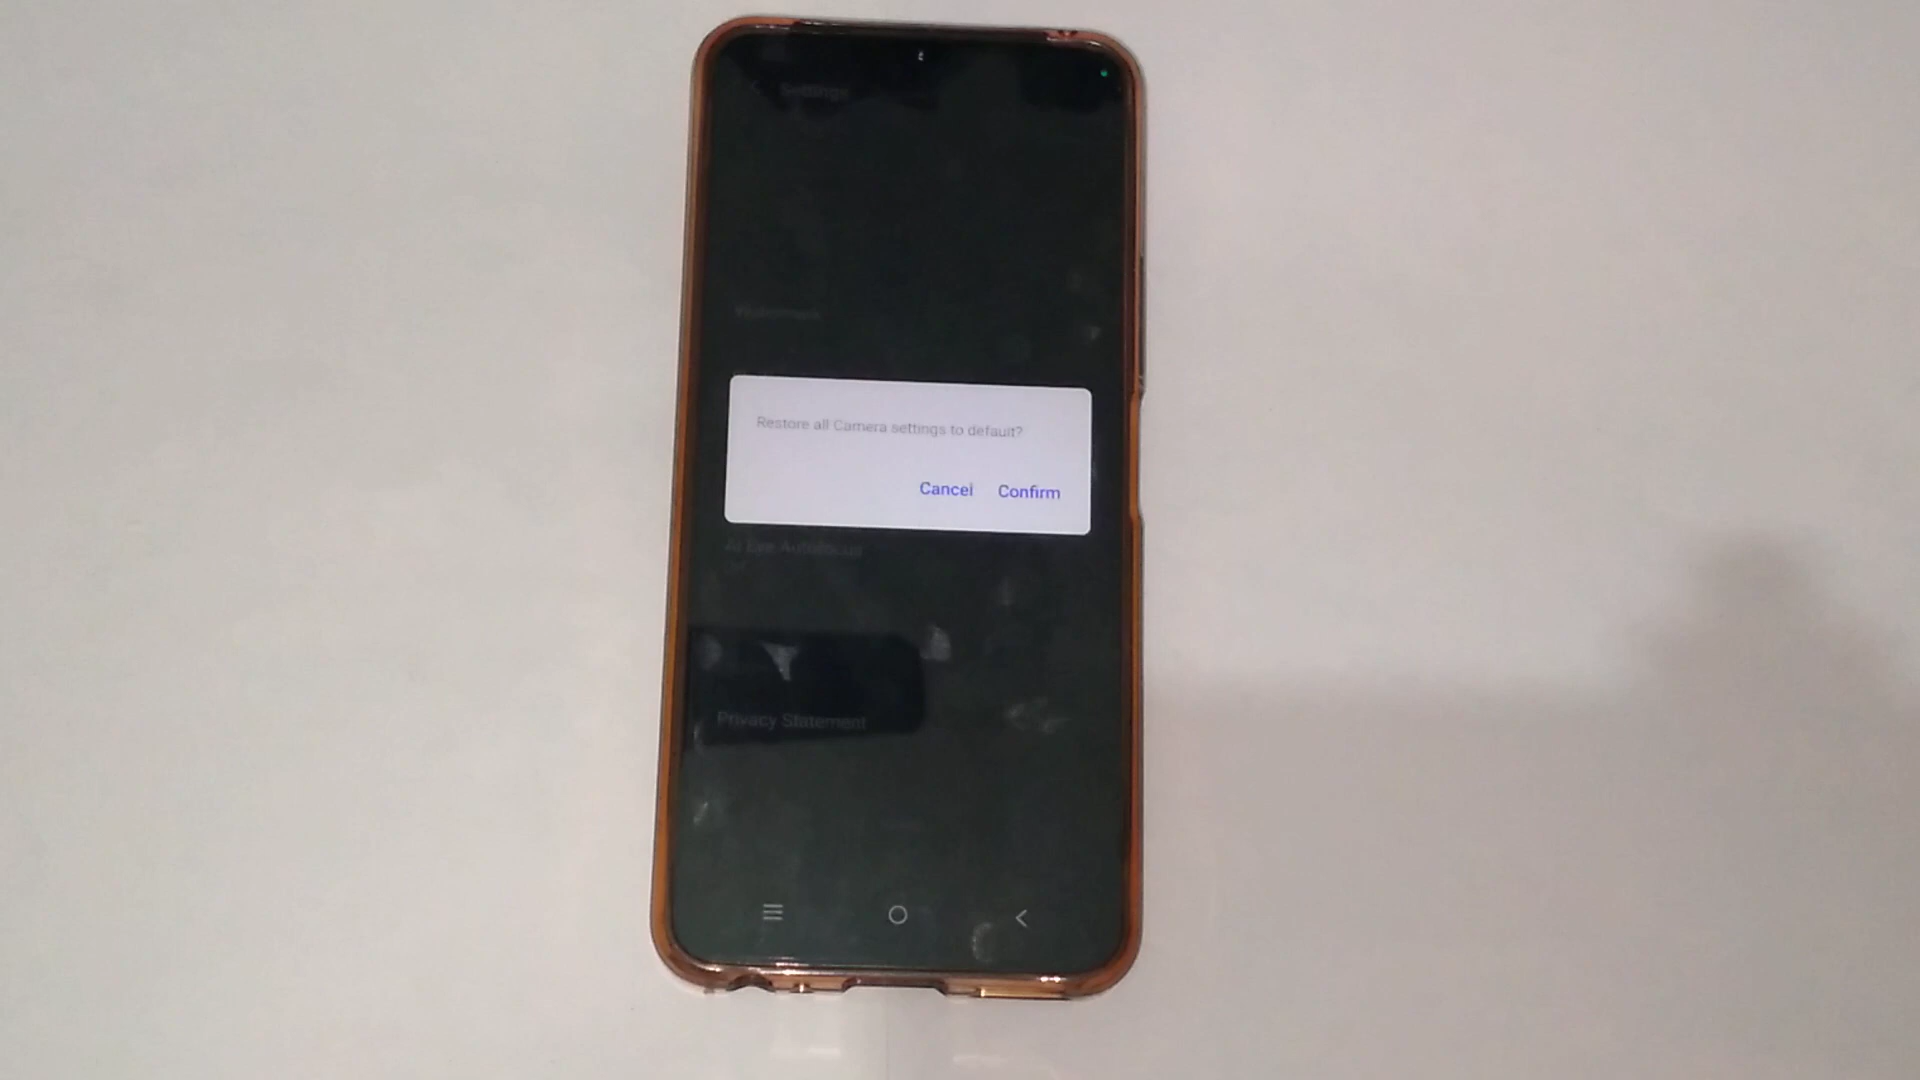 Settings
Watermark
Restore all Camera settings to default?
Cancel Confirm
AI Eye Autofocus
Privacy Statement